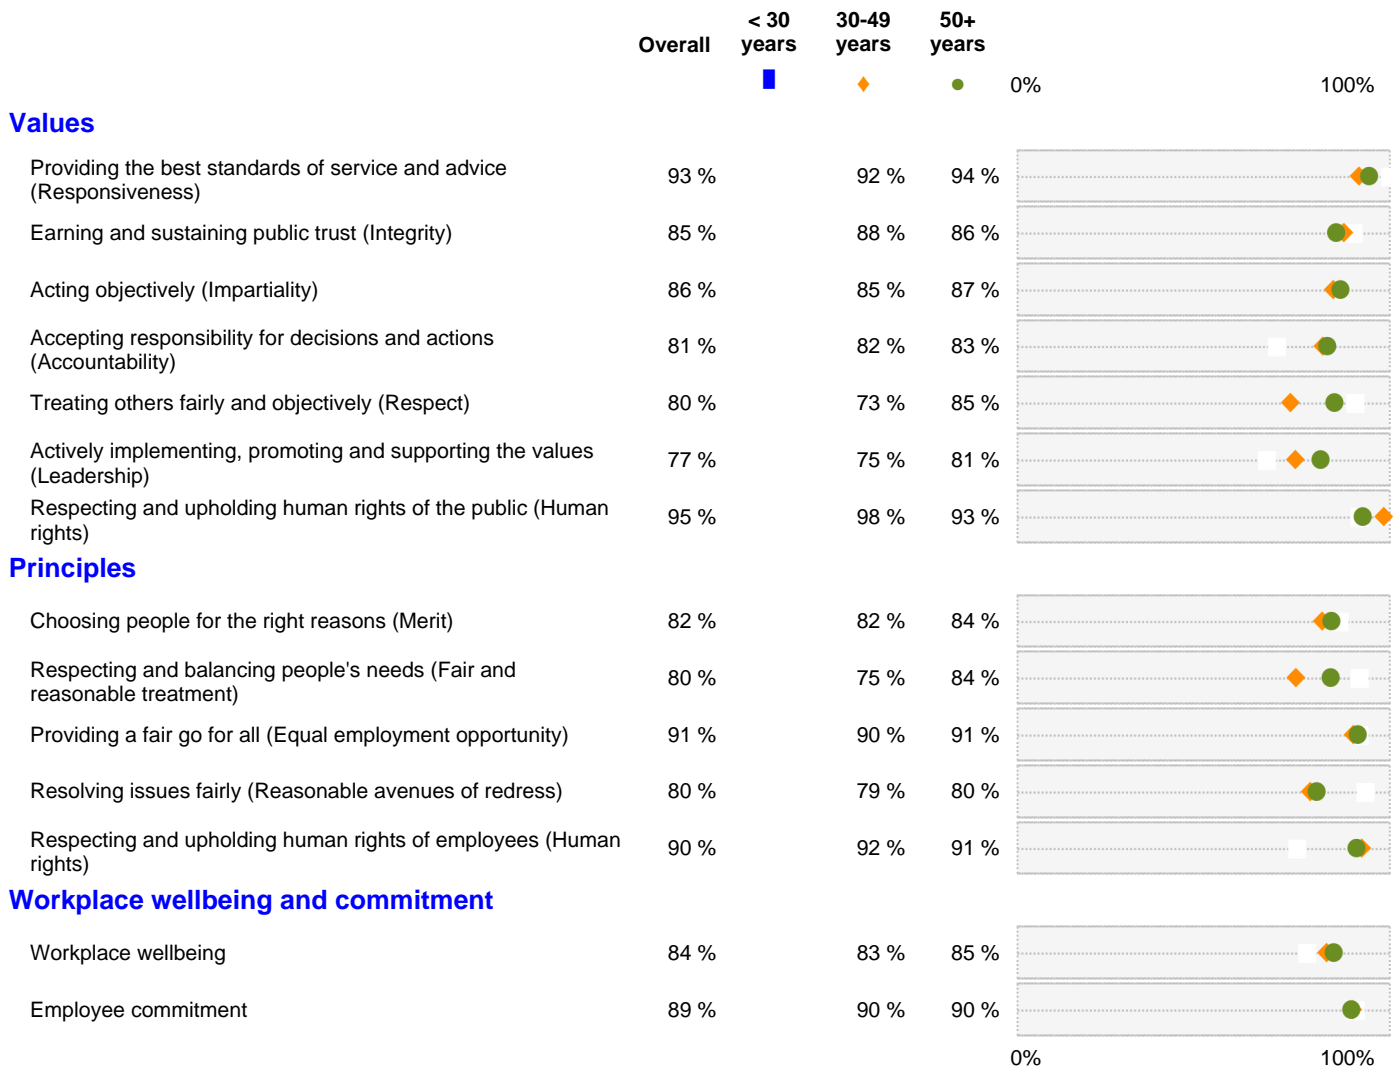 Overall < 30 years 30-49 years 50+ years
0% 100%
Values
Providing the best standards of service and advice
(Responsiveness) 93 % 92 % 94 %
Earning and sustaining public trust (Integrity) 85 % 88 % 86 %
Acting objectively (Impartiality) 86 % 85 % 87 %
Accepting responsibility for decisions and actions
(Accountability) 81 % 82 % 83 %
Treating others fairly and objectively (Respect) 80 % 73 % 85 %
Actively implementing, promoting and supporting the values
(Leadership) 77 % 75 % 81 %
Respecting and upholding human rights of the public (Human
rights) 95 % 98 % 93 %
Principles
Choosing people for the right reasons (Merit) 82 % 82 % 84 %
Respecting and balancing people's needs (Fair and
reasonable treatment) 80 % 75 % 84 %
Providing a fair go for all (Equal employment opportunity) 91 % 90 % 91 %
Resolving issues fairly (Reasonable avenues of redress) 80 % 79 % 80 %
Respecting and upholding human rights of employees (Human
rights) 90 % 92 % 91 %
Workplace wellbeing and commitment
Workplace wellbeing 84 % 83 % 85 %
Employee commitment 89 % 90 % 90 %
0% 100%